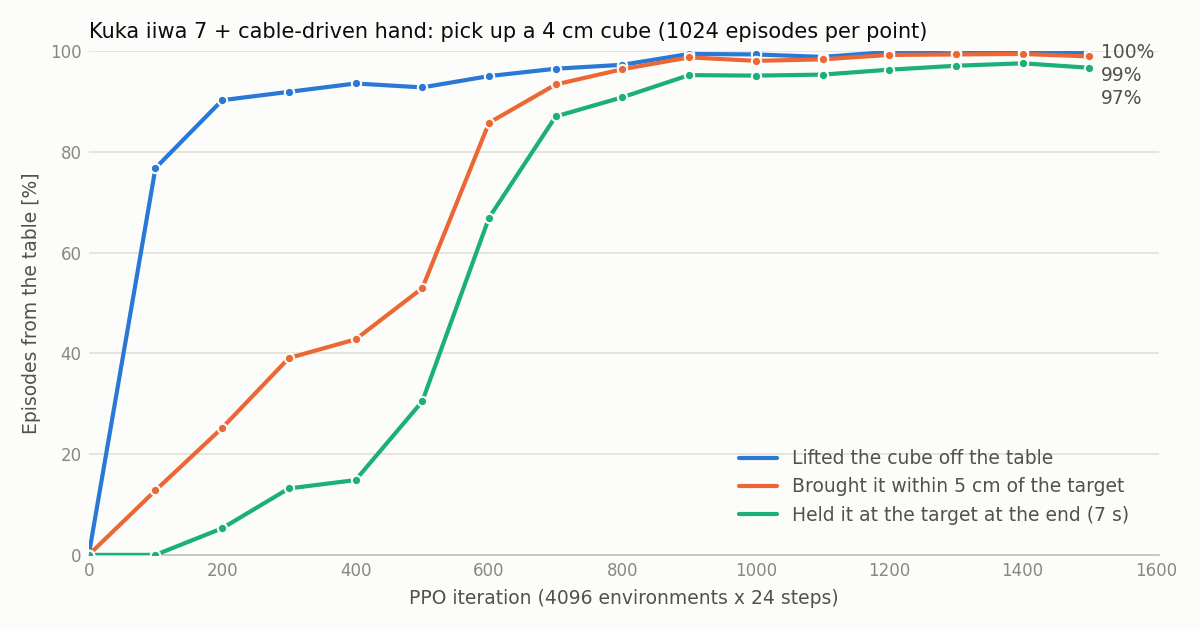 Kuka iiwa 7 + cable-driven hand: pick up a 4 cm cube (1024 episodes per point)
100
80
60
40
20
0
Episodes from the table [%]
100%
99%
97%
Lifted the cube off the table
Brought it within 5 cm of the target
Held it at the target at the end (7 s)
0 200 400 600 800 1000 1200 1400 1600
PPO iteration (4096 environments x 24 steps)